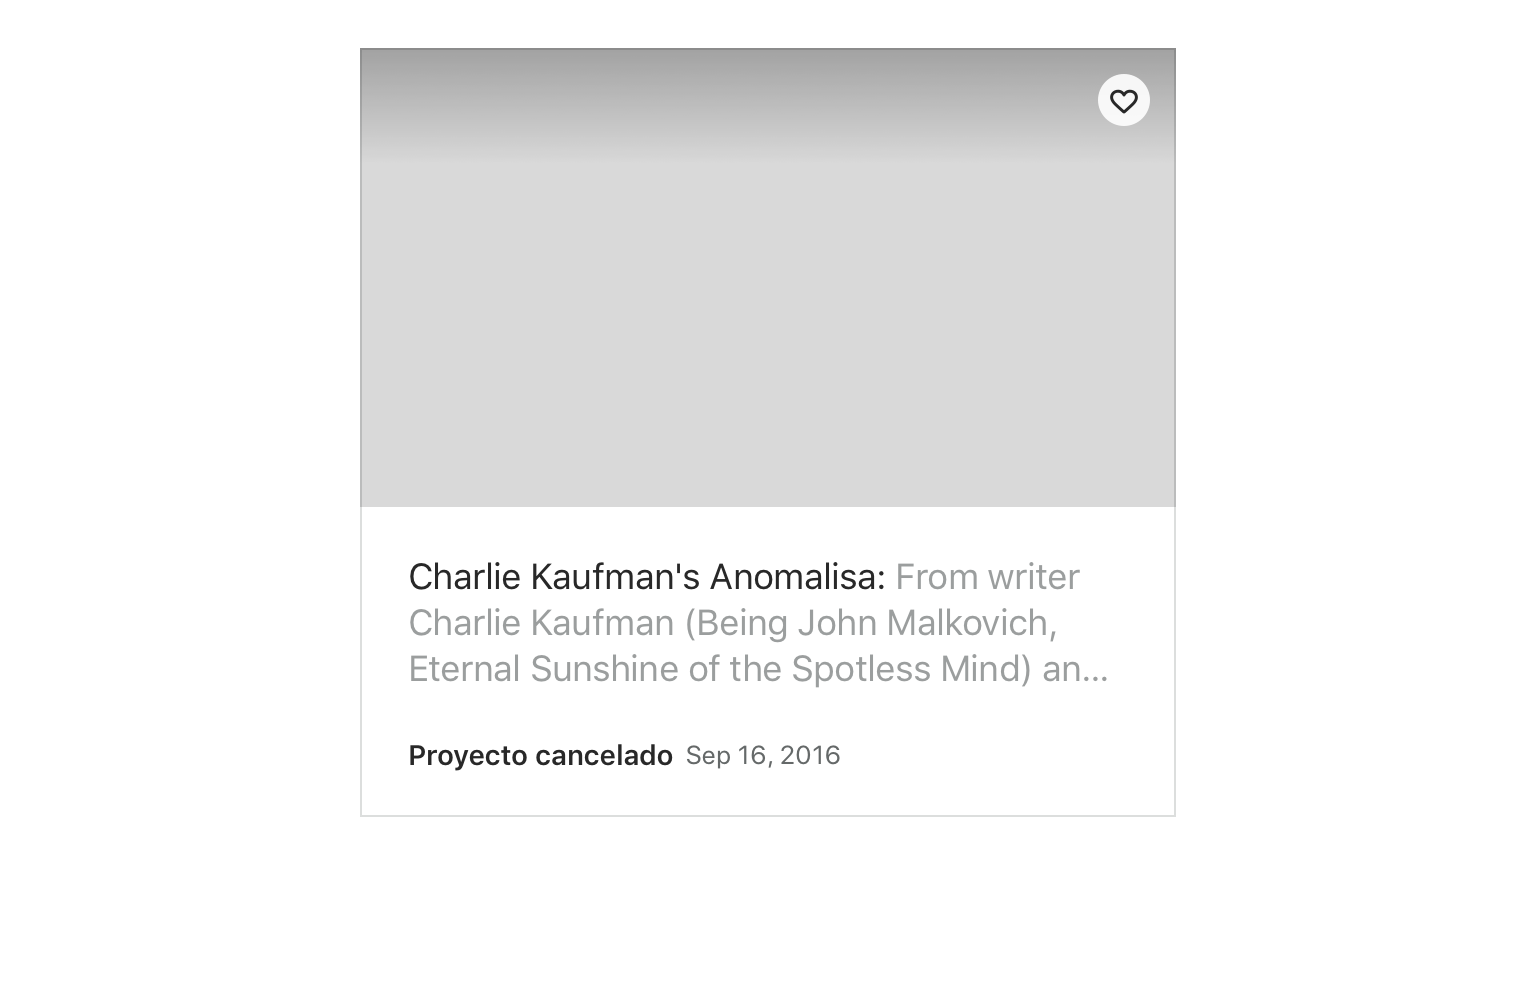 Charlie Kaufman's Anomalisa: From writer
Charlie Kaufman (Being John Malkovich,
Eternal Sunshine of the Spotless Mind) an...
Proyecto cancelado Sep 16, 2016